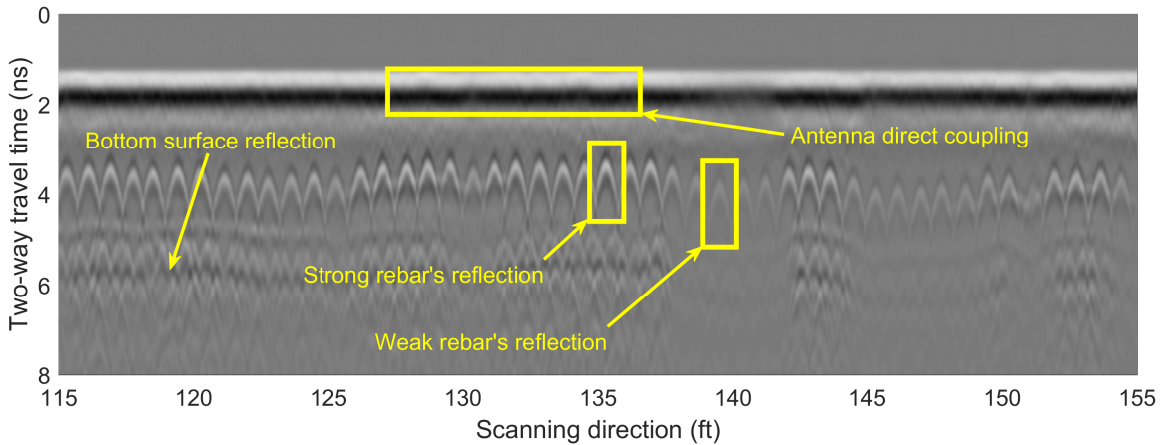 0
2
4
6
8
Two-way travel time (ns)
Bottom surface reflection
Antenna direct coupling
Strong rebar's reflection
Weak rebar's reflection
115 120 125 130 135 140 145 150 155
Scanning direction (ft)